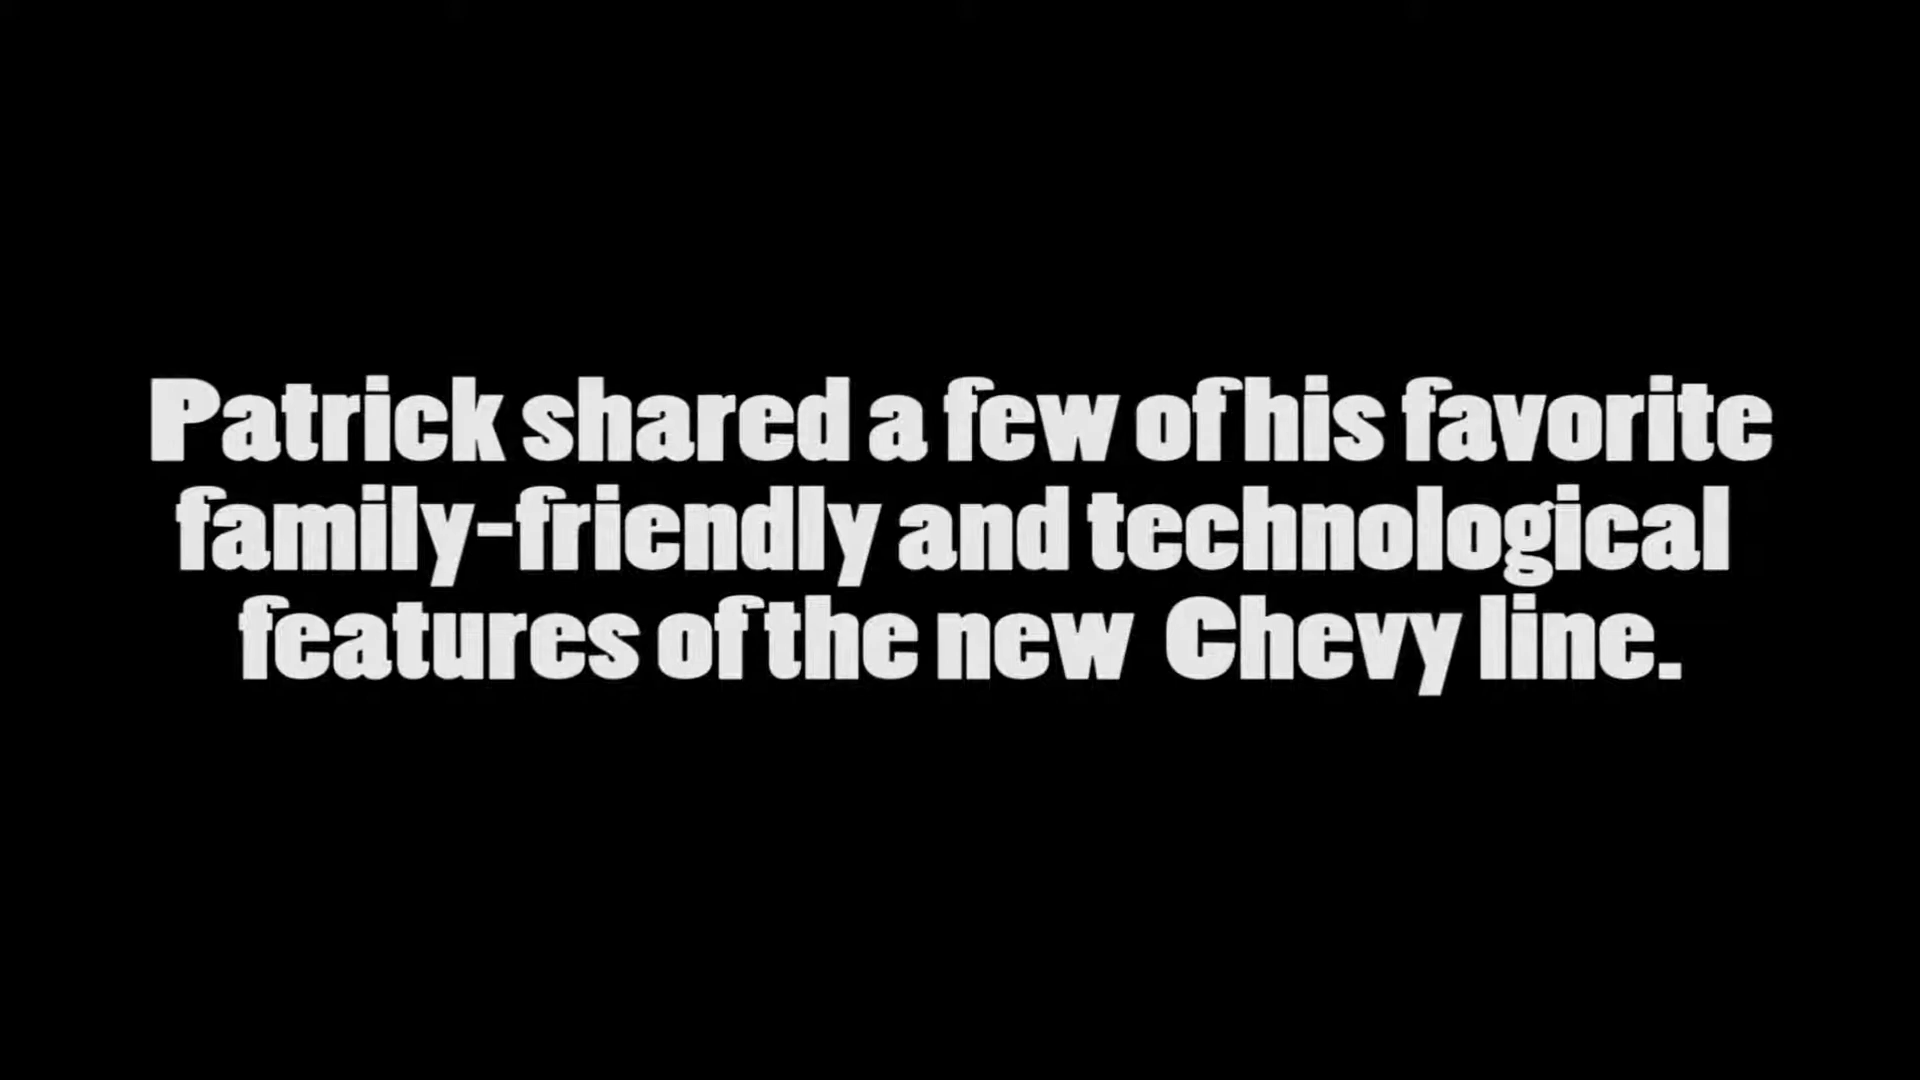 Patrick shared a few of his favorite
family-friendly and technological
features of the new Chevy line.